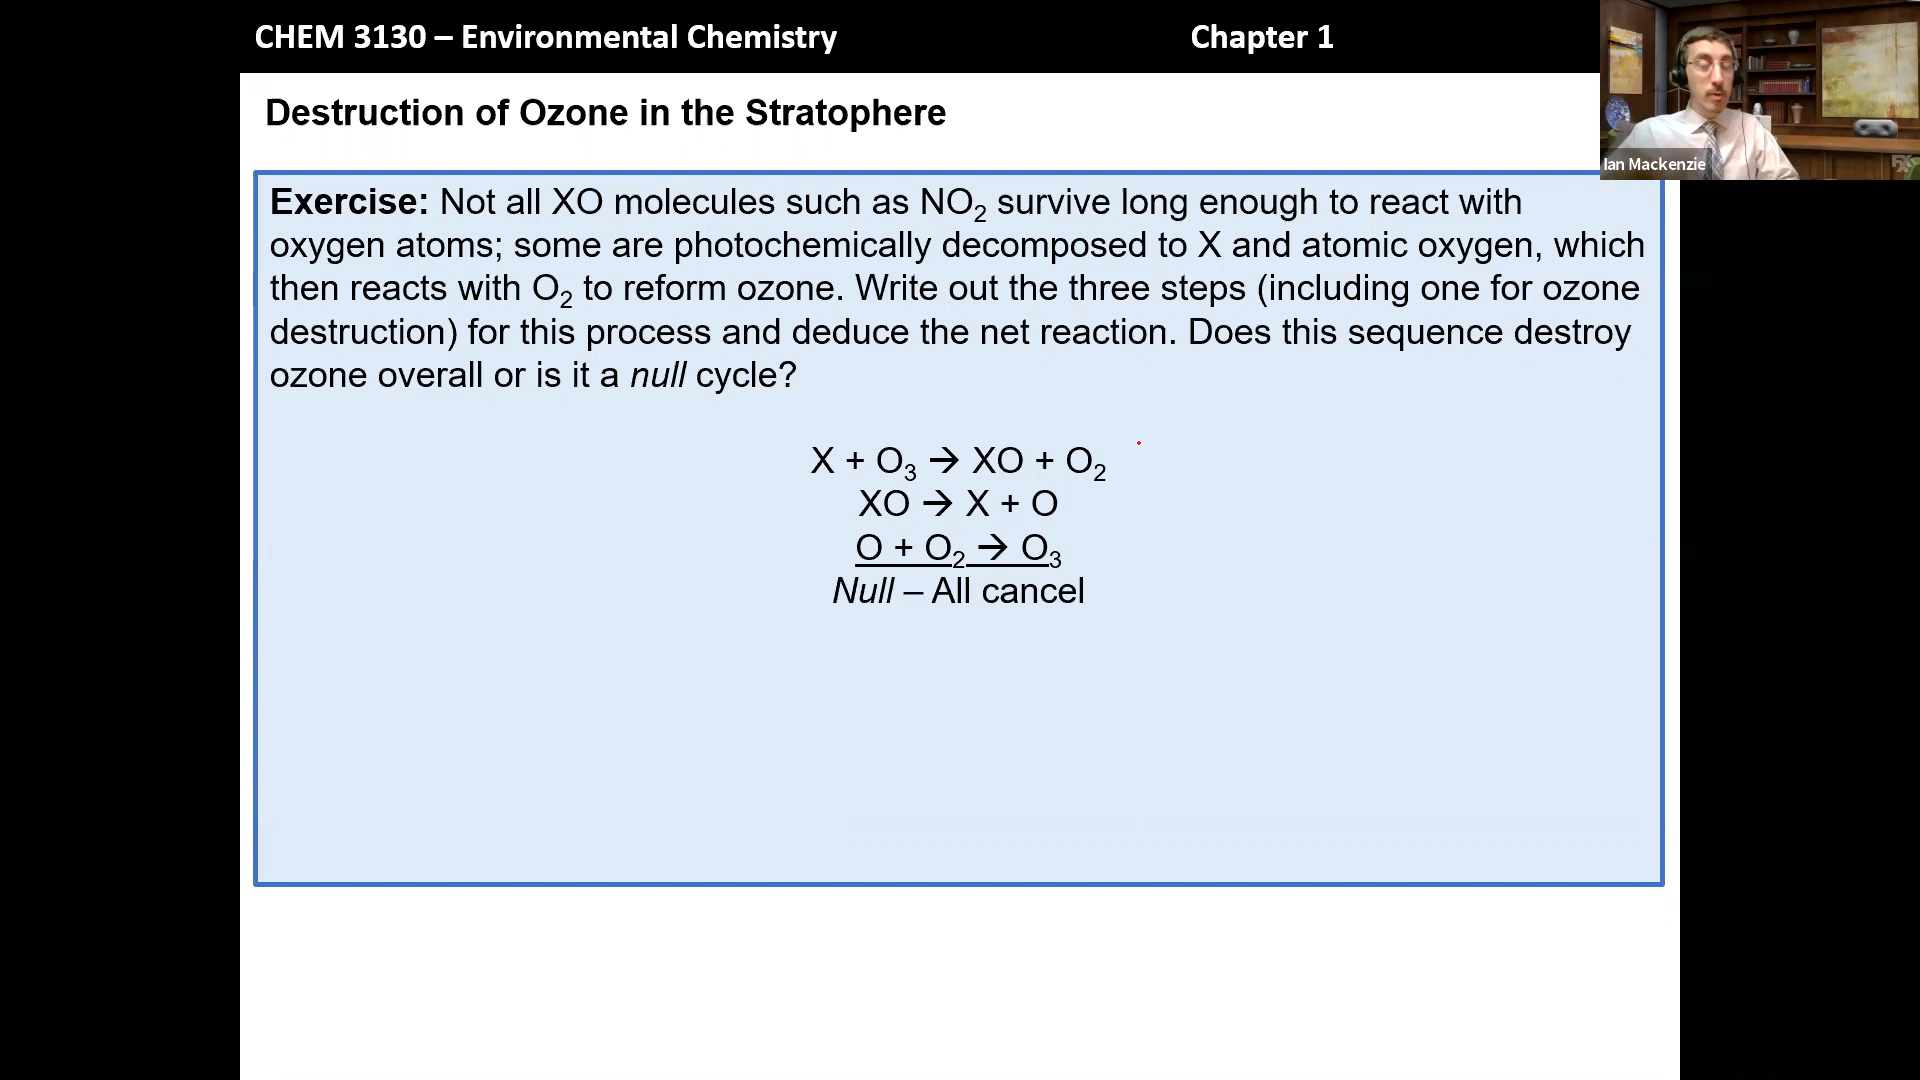 CHEM 3130 – Environmental Chemistry Chapter 1
Destruction of Ozone in the Stratophere
Ian Mackenzie
Exercise: Not all XO molecules such as NO₂ survive long enough to react with
oxygen atoms; some are photochemically decomposed to X and atomic oxygen, which
then reacts with O₂ to reform ozone. Write out the three steps (including one for ozone
destruction) for this process and deduce the net reaction. Does this sequence destroy
ozone overall or is it a null cycle?
X + O₃ → XO + O₂
XO → X + O
O + O₂ → O₃
Null – All cancel